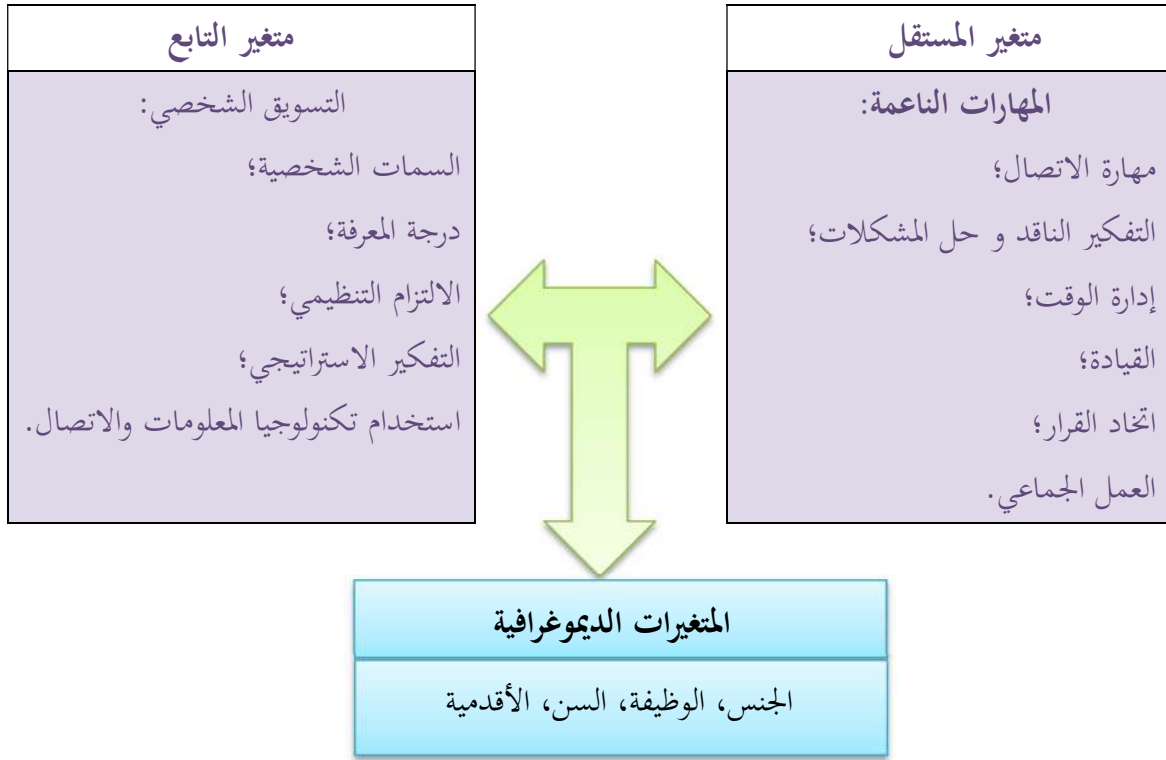 متغير المستقل
المهارات الناعمة:
مهارة الاتصال؛
التفكير الناقد و حل المشكلات؛
إدارة الوقت؛
القيادة؛
اتخاد القرار؛
العمل الجماعي.
متغير التابع
التسويق الشخصي:
السمات الشخصية؛
درجة المعرفة؛
الالتزام التنظيمي؛
التفكير الاستراتيجي؛
استخدام تكنولوجيا المعلومات والاتصال.
المتغيرات الديموغرافية
الجنس، الوظيفة، السن، الأقدمية